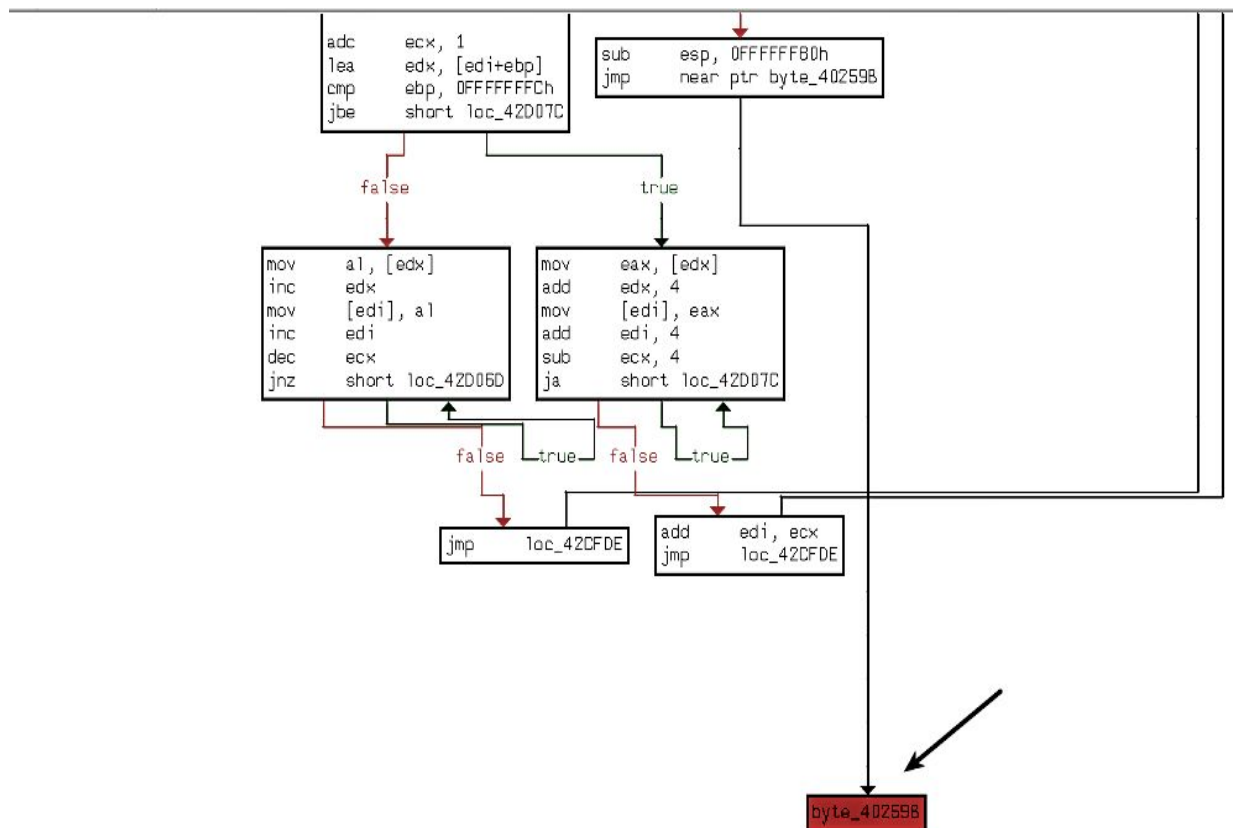 adc ecx, 1
lea edx, [edi+ebp]
cmp ebp, 0FFFFFFFCh
jbe short loc_42D07C
sub esp, 0FFFFFF80h
jmp near ptr byte_40259B
false
true
mov al, [edx]
inc edx
mov [edi], al
inc edi
dec ecx
jnz short loc_42D06D
mov eax, [edx]
add edx, 4
mov [edi], eax
add edi, 4
sub ecx, 4
ja short loc_42D07C
false
true
false
true
jmp loc_42CFDE
add edi, ecx
jmp loc_42CFDE
byte_40259B